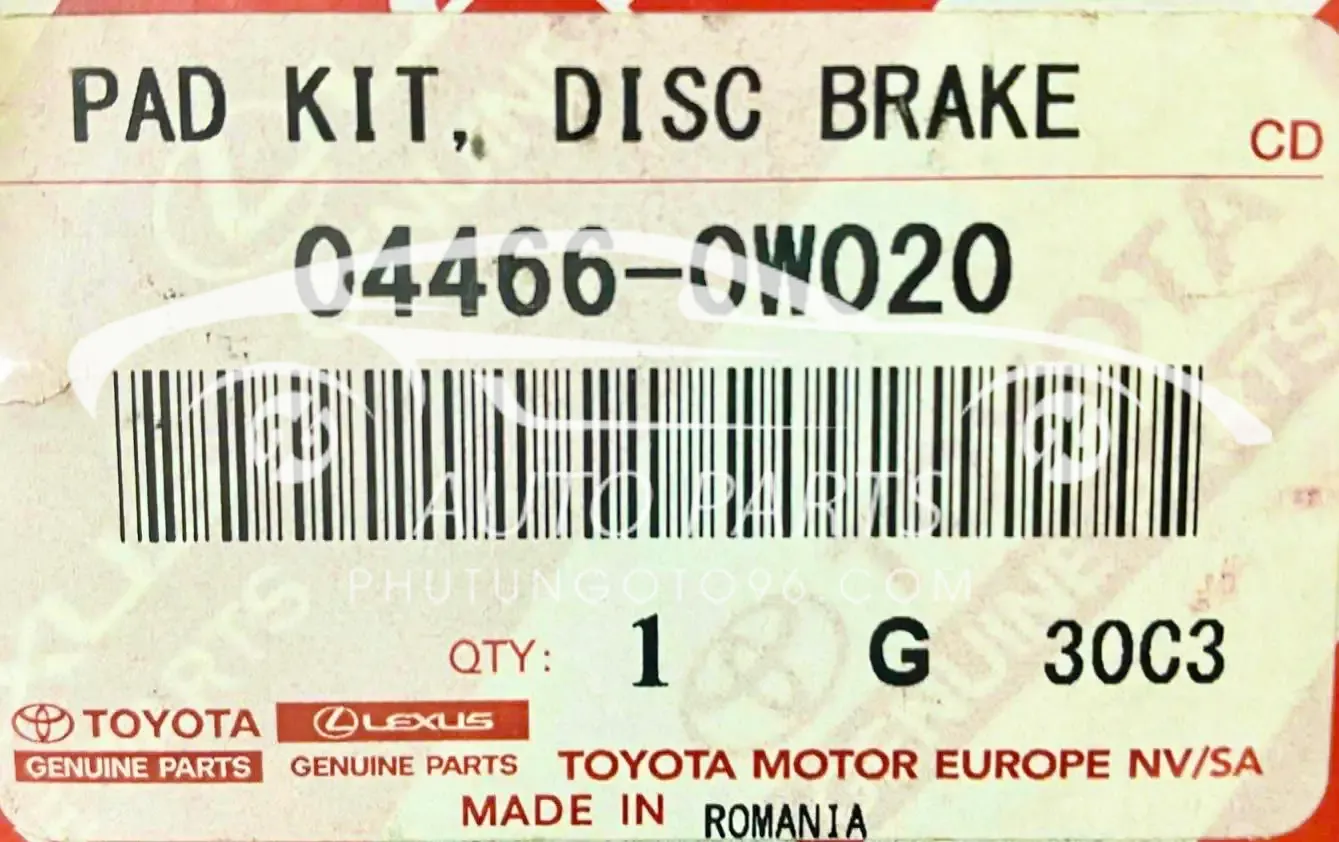 PAD KIT, DISC BRAKE
CD
04466-0W020
AUTO PARTS
PHUTUNGOTO96.COM
QTY: 1 G 30C3
TOYOTA LEXUS
GENUINE PARTS GENUINE PARTS TOYOTA MOTOR EUROPE NV/SA
MADE IN ROMANIA